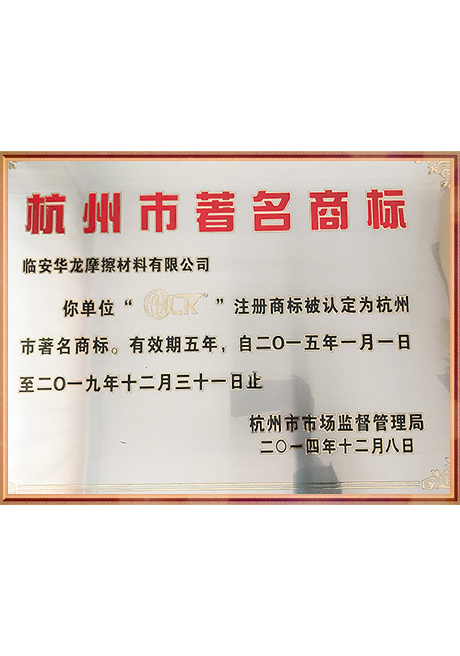 杭州市著名商标
临安华龙摩擦材料有限公司
你单位“ ”注册商标被认定为杭州
市著名商标。有效期五年，自二〇一五年一月一日
至二〇一九年十二月三十一日止
杭州市市场监督管理局
二〇一四年十二月八日